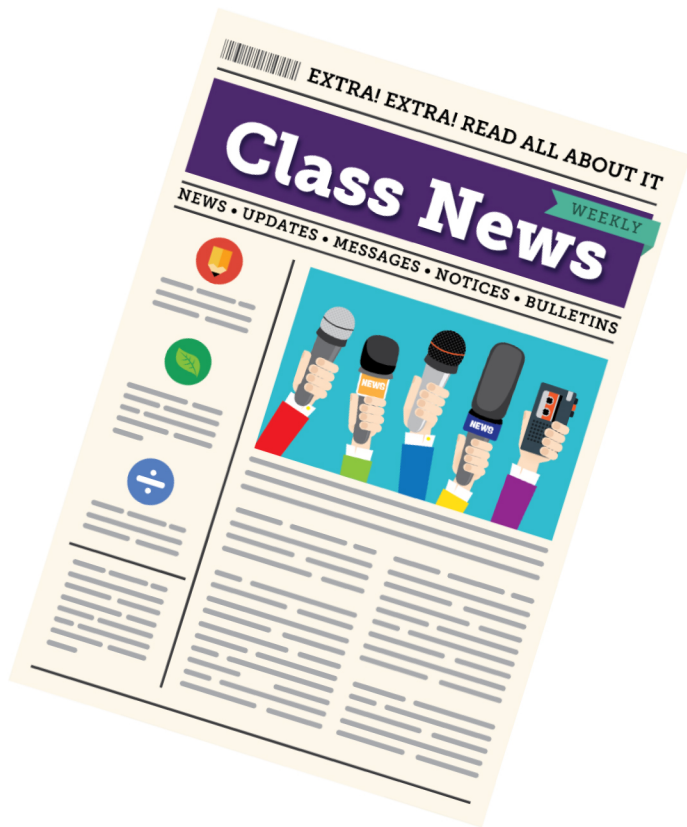 EXTRA! EXTRA! READ ALL ABOUT IT
Class News
WEEKLY
NEWS • UPDATES • MESSAGES • NOTICES • BULLETINS
NEWS
NEWS